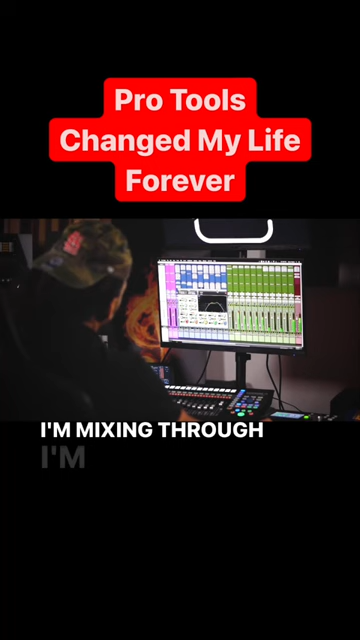 Pro Tools
Changed My Life
Forever
I'M MIXING THROUGH
I'M